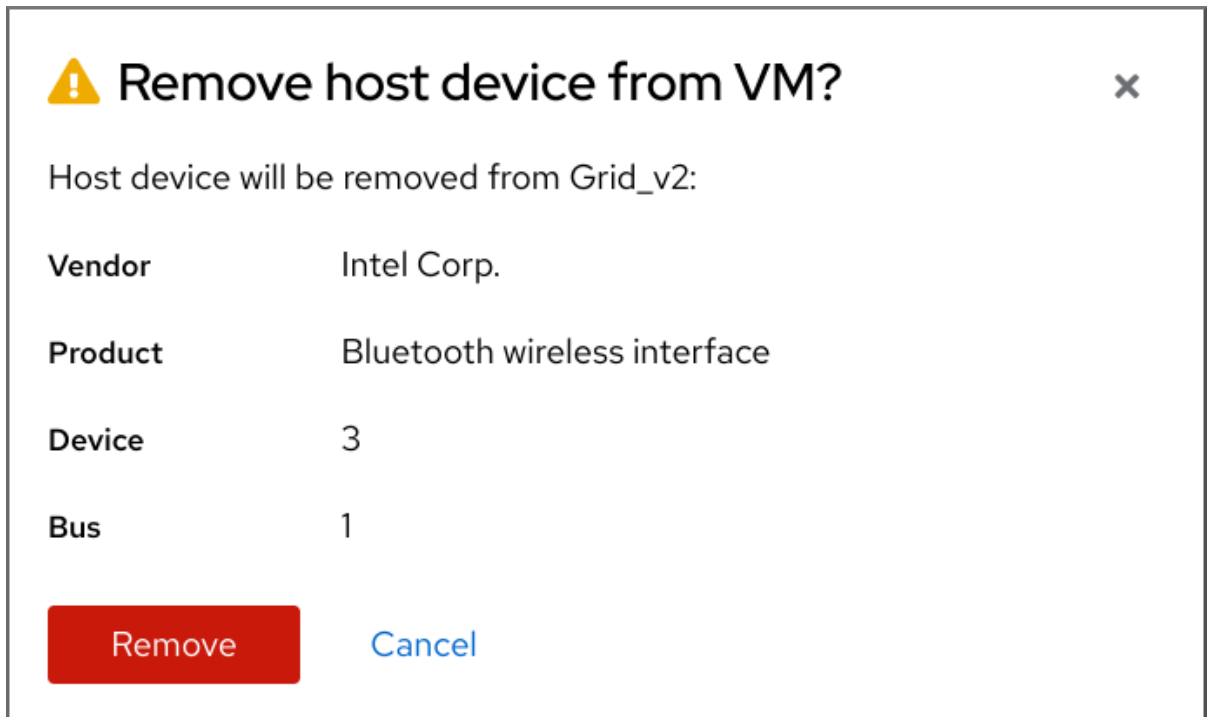 Remove host device from VM?
Host device will be removed from Grid_v2:
Vendor Intel Corp.
Product Bluetooth wireless interface
Device 3
Bus 1
Remove Cancel